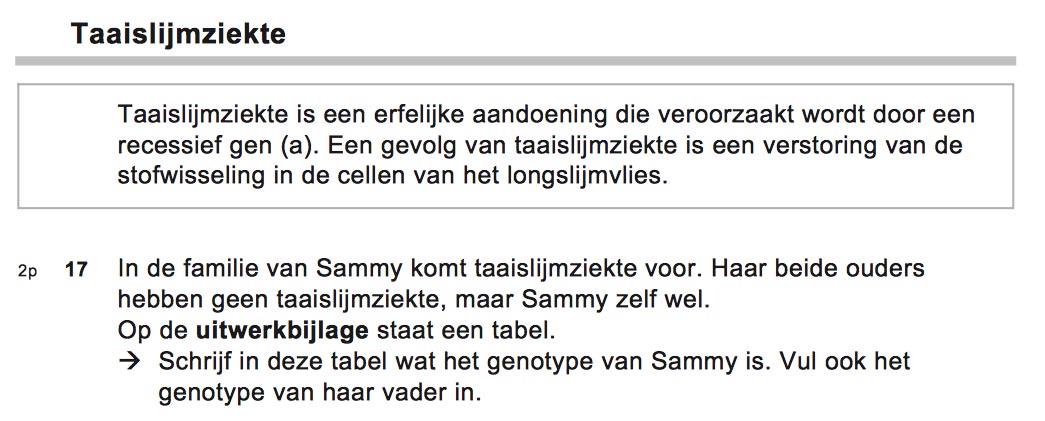 Taaislijmziekte
Taaislijmziekte is een erfelijke aandoening die veroorzaakt wordt door een
recessief gen (a). Een gevolg van taaislijmziekte is een verstoring van de
stofwisseling in de cellen van het longslijmvlies.
2p 17 In de familie van Sammy komt taaislijmziekte voor. Haar beide ouders
hebben geen taaislijmziekte, maar Sammy zelf wel.
Op de uitwerkbijlage staat een tabel.
→ Schrijf in deze tabel wat het genotype van Sammy is. Vul ook het
genotype van haar vader in.